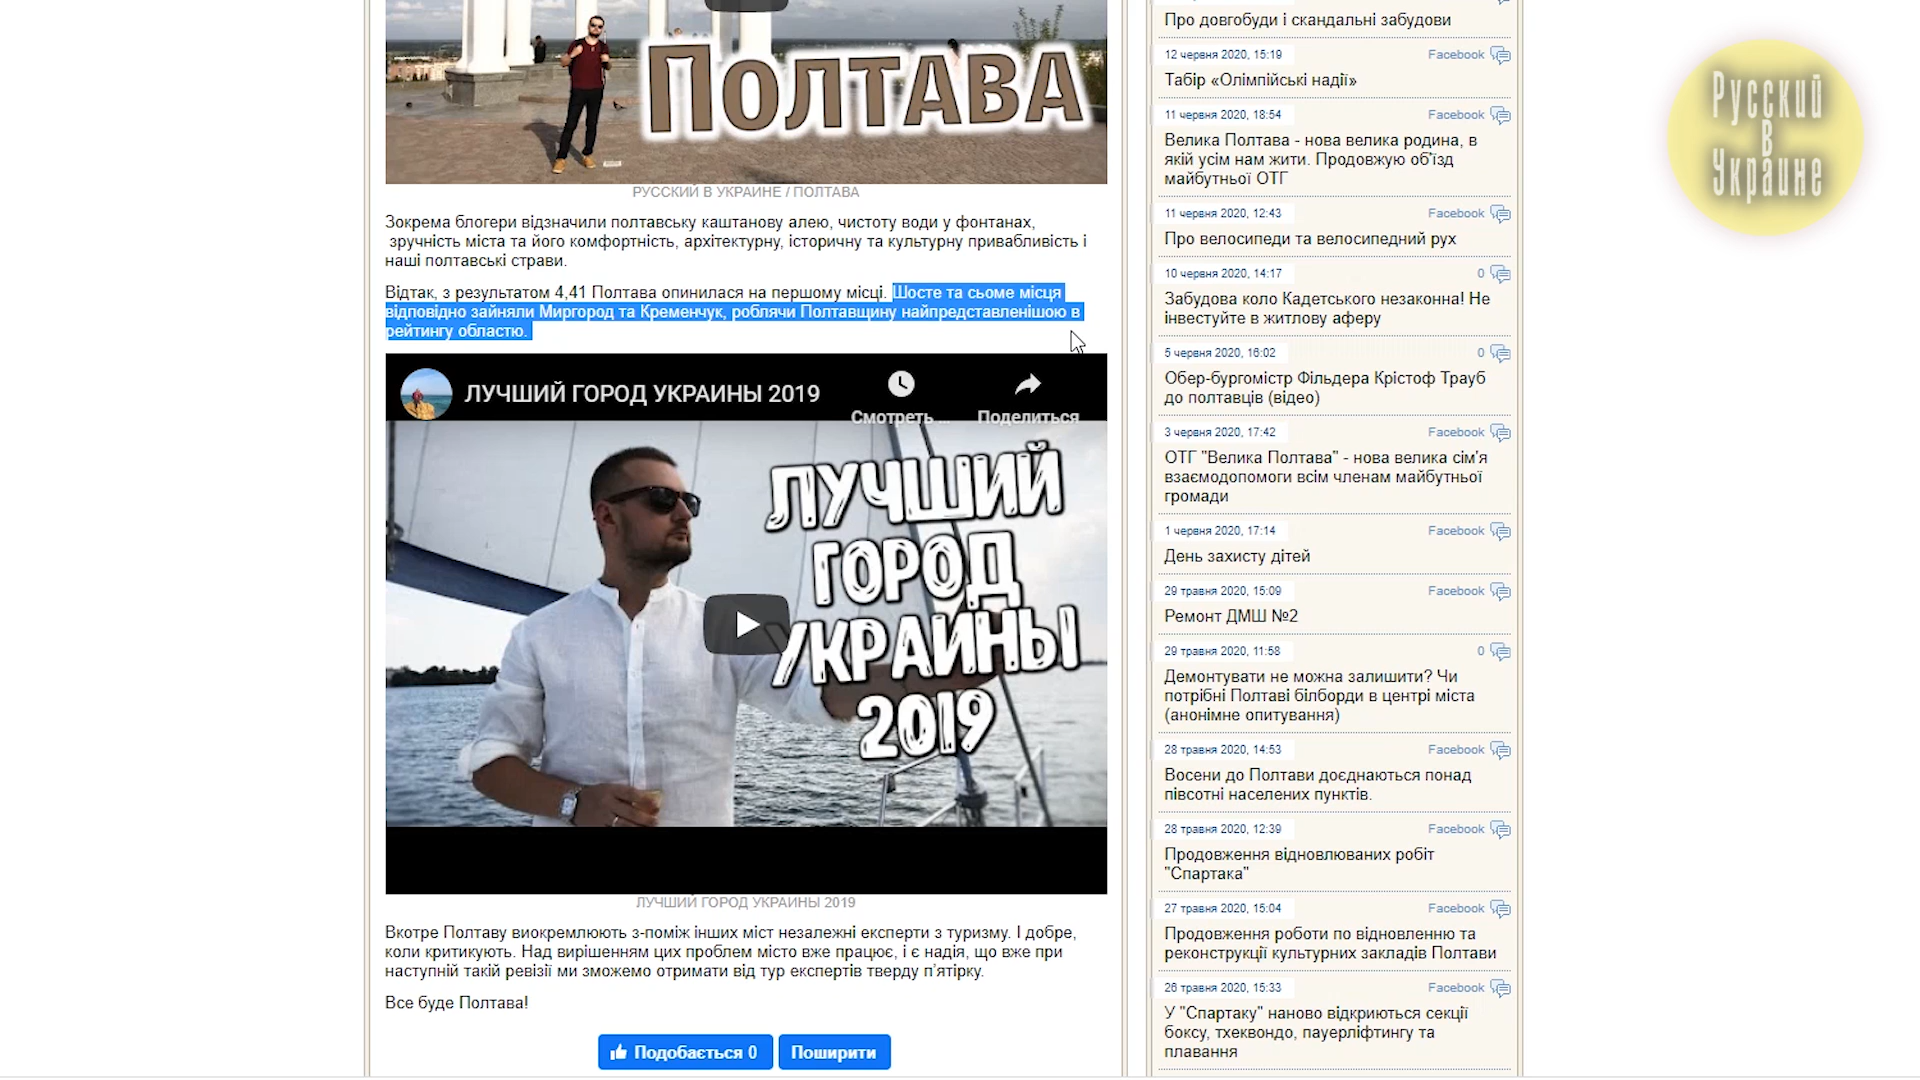 ПОЛТАВА
РУССКИЙ В УКРАИНЕ / ПОЛТАВА
Зокрема блогери відзначили полтавську каштанову алею, чистоту води у фонтанах,
зручність міста та його комфортність, архітектурну, історичну та культурну привабливість і
наші полтавські страви.
Відтак, з результатом 4,41 Полтава опинилася на першому місці. Шосте та сьоме місця
відповідно зайняли Миргород та Кременчук, роблячи Полтавщину найпредставленішою в
рейтингу областю.
ЛУЧШИЙ ГОРОД УКРАИНЫ 2019
Смотреть ...
Поделиться
ЛУЧШИЙ
ГОРОД
УКРАИНЫ
2019
ЛУЧШИЙ ГОРОД УКРАИНЫ 2019
Вкотре Полтаву виокремлюють з-поміж інших міст незалежні експерти з туризму. І добре,
коли критикують. Над вирішенням цих проблем місто вже працює, і є надія, що вже при
наступній такій ревізії ми зможемо отримати від тур експертів тверду п'ятірку.
Все буде Полтава!
Подобається 0
Поширити
Про довгобуди і скандальні забудови
12 червня 2020, 15:19 Facebook
Табір «Олімпійські надії»
11 червня 2020, 18:54 Facebook
Велика Полтава - нова велика родина, в
якій усім нам жити. Продовжую об'їзд
майбутньої ОТГ
11 червня 2020, 12:43 Facebook
Про велосипеди та велосипедний рух
10 червня 2020, 14:17 0
Забудова коло Кадетського незаконна! Не
інвестуйте в житлову аферу
5 червня 2020, 16:02 0
Обер-бургомістр Фільдера Крістоф Трауб
до полтавців (відео)
3 червня 2020, 17:42 Facebook
ОТГ "Велика Полтава" - нова велика сім'я
взаємодопомоги всім членам майбутньої
громади
1 червня 2020, 17:14 Facebook
День захисту дітей
29 травня 2020, 15:09 Facebook
Ремонт ДМШ №2
29 травня 2020, 11:58 0
Демонтувати не можна залишити? Чи
потрібні Полтаві білборди в центрі міста
(анонімне опитування)
28 травня 2020, 14:53 Facebook
Восени до Полтави доєднаються понад
півсотні населених пунктів.
28 травня 2020, 12:39 Facebook
Продовження відновлюваних робіт
"Спартака"
27 травня 2020, 15:04 Facebook
Продовження роботи по відновленню та
реконструкції культурних закладів Полтави
26 травня 2020, 15:33 Facebook
У "Спартаку" наново відкриються секції
боксу, тхеквондо, пауерліфтингу та
плавання
Русский
в
Украине